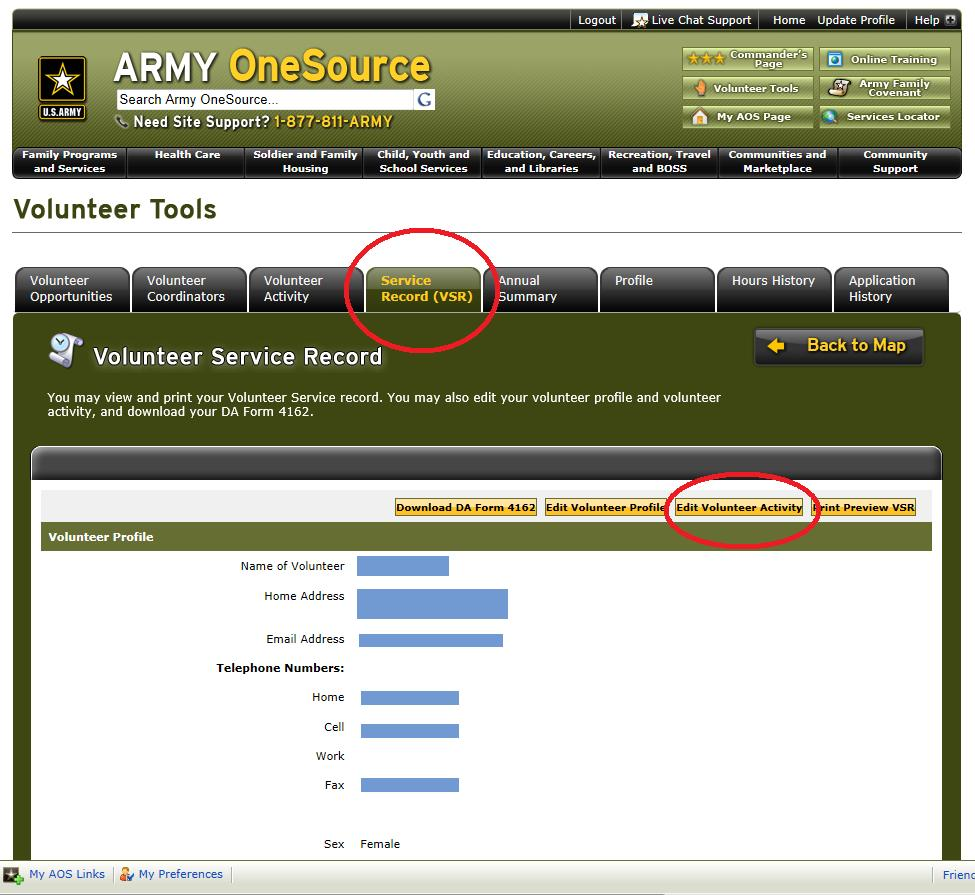 Logout Live Chat Support Home Update Profile Help
U.S.ARMY
ARMY OneSource
Search Army OneSource... G
Need Site Support? 1-877-811-ARMY
Commander's Page
Online Training
Volunteer Tools
Army Family Covenant
My AOS Page
Services Locator
Family Programs and Services
Health Care
Soldier and Family Housing
Child, Youth and School Services
Education, Careers, and Libraries
Recreation, Travel and BOSS
Communities and Marketplace
Community Support
Volunteer Tools
Volunteer Opportunities
Volunteer Coordinators
Volunteer Activity
Service Record (VSR)
Annual Summary
Profile
Hours History
Application History
Volunteer Service Record
Back to Map
You may view and print your Volunteer Service record. You may also edit your volunteer profile and volunteer
activity, and download your DA Form 4162.
Download DA Form 4162 Edit Volunteer Profile Edit Volunteer Activity Print Preview VSR
Volunteer Profile
Name of Volunteer
Home Address
Email Address
Telephone Numbers:
Home
Cell
Work
Fax
Sex Female
My AOS Links My Preferences Frienc